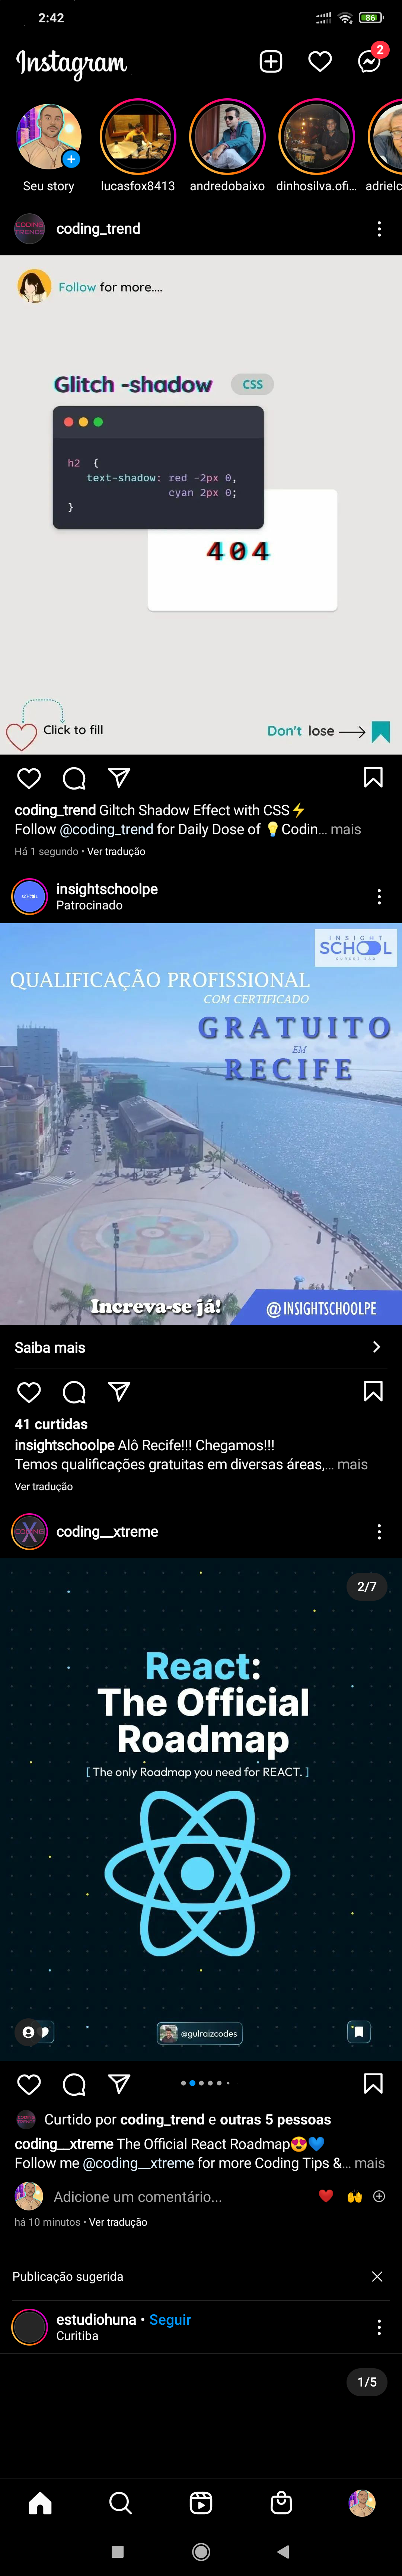 2:42
86
Instagram
2
Seu story
lucasfox8413
andredobaixo
dinhosilva.ofi...
adrielc
CODING
TRENDS
coding_trend
Follow for more....
Glitch -shadow
CSS
h2 {
text-shadow: red -2px 0,
cyan 2px 0;
}
404
Click to fill
Don't lose
coding_trend Giltch Shadow Effect with CSS⚡
Follow @coding_trend for Daily Dose of 💡Codin... mais
Há 1 segundo • Ver tradução
SCHOOL
insightschoolpe
Patrocinado
INSIGHT
SCHOOL
QUALIFICAÇÃO PROFISSIONAL
COM CERTIFICADO
GRATUITO
EM
RECIFE
Increva-se já!
@INSIGHTSCHOOLPE
Saiba mais
41 curtidas
insightschoolpe Alô Recife!!! Chegamos!!!
Temos qualificações gratuitas em diversas áreas,... mais
Ver tradução
CODING
X
coding__xtreme
2/7
React:
The Official
Roadmap
[ The only Roadmap you need for REACT. ]
@gulraizcodes
Curtido por coding_trend e outras 5 pessoas
coding__xtreme The Official React Roadmap😍💙
Follow me @coding__xtreme for more Coding Tips &... mais
Adicione um comentário...
❤️ 🙌
há 10 minutos • Ver tradução
Publicação sugerida
estudiohuna • Seguir
Curitiba
1/5